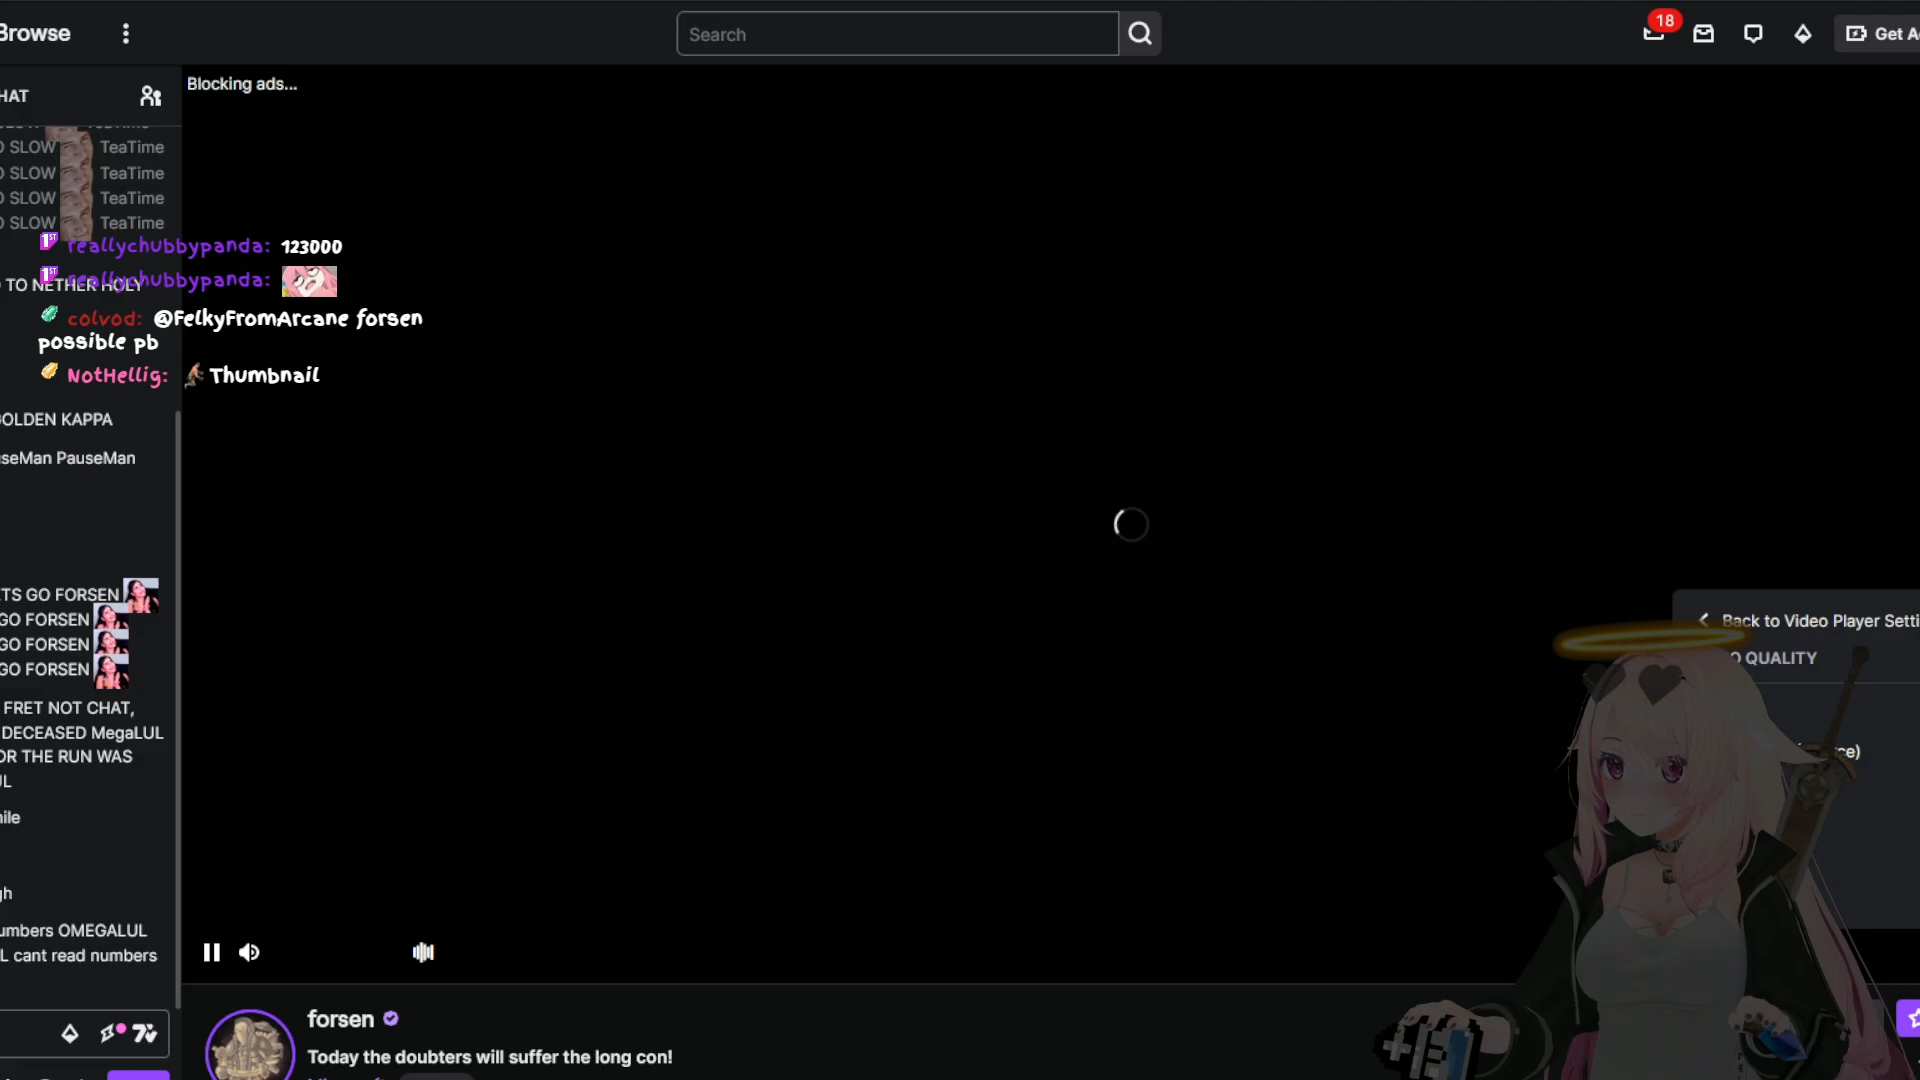 Browse
Search
18
Get A
HAT
Blocking ads...
SLOW TeaTime
SLOW TeaTime
SLOW TeaTime
SLOW TeaTime
reallychubbypanda: 123000
reallychubbypanda:
TO NETHER HOLY
colvod: @FelkyFromArcane forsen
possible pb
NotHellig: Thumbnail
OLDEN KAPPA
seMan PauseMan
TS GO FORSEN
GO FORSEN
GO FORSEN
GO FORSEN
FRET NOT CHAT,
DECEASED MegaLUL
OR THE RUN WAS
UL
umbers OMEGALUL
L cant read numbers
Back to Video Player Setti
QUALITY
ce)
forsen
Today the doubters will suffer the long con!